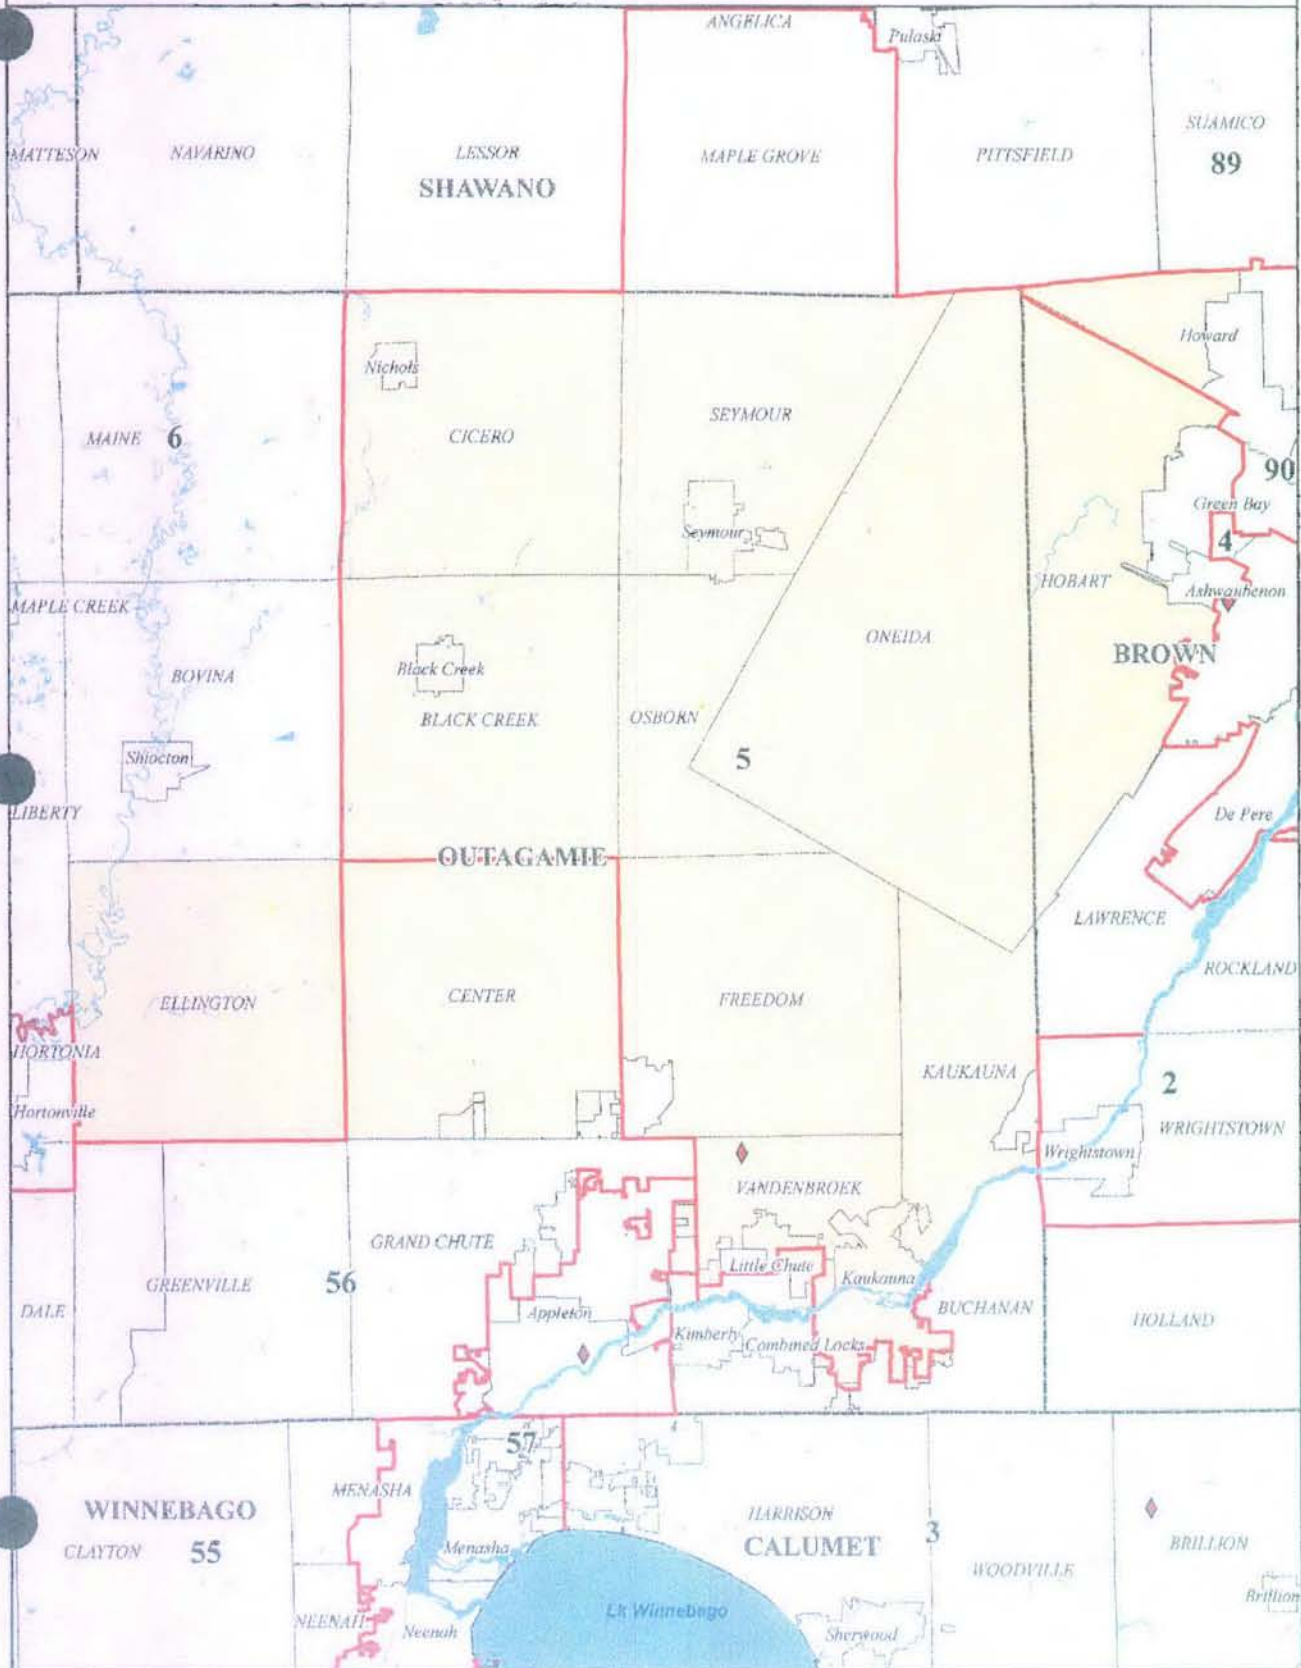 ANGELICA
Pulaski
SUAMICO
MATTESON
NAVARINO
LESSOR
MAPLE GROVE
PITTSFIELD
89
SHAWANO
Howard
Nichols
SEYMOUR
MAINE 6
CICERO
90
Green Bay
Seymour
4
HOBART
Ashwaubenon
MAPLE CREEK
ONEIDA
BROWN
Black Creek
BOVINA
BLACK CREEK
OSBORN
5
Shiocton
LIBERTY
De Pere
OUTAGAMIE
LAWRENCE
ROCKLAND
ELLINGTON
CENTER
FREEDOM
HORTONIA
KAUKAUNA
2
Hortonville
WRIGHTSTOWN
Wrightstown
VANDENBROEK
GRAND CHUTE
Little Chute
GREENVILLE
56
Kaukauna
DALE
Appleton
BUCHANAN
HOLLAND
Kimberly
Combined Locks
57
4
MENASHA
WINNEBAGO
HARRISON
3
CALUMET
CLAYTON 55
Menasha
BRILLION
WOODVILLE
Brillion
Lk Winnebago
NEENAH
Neenah
Sherwood